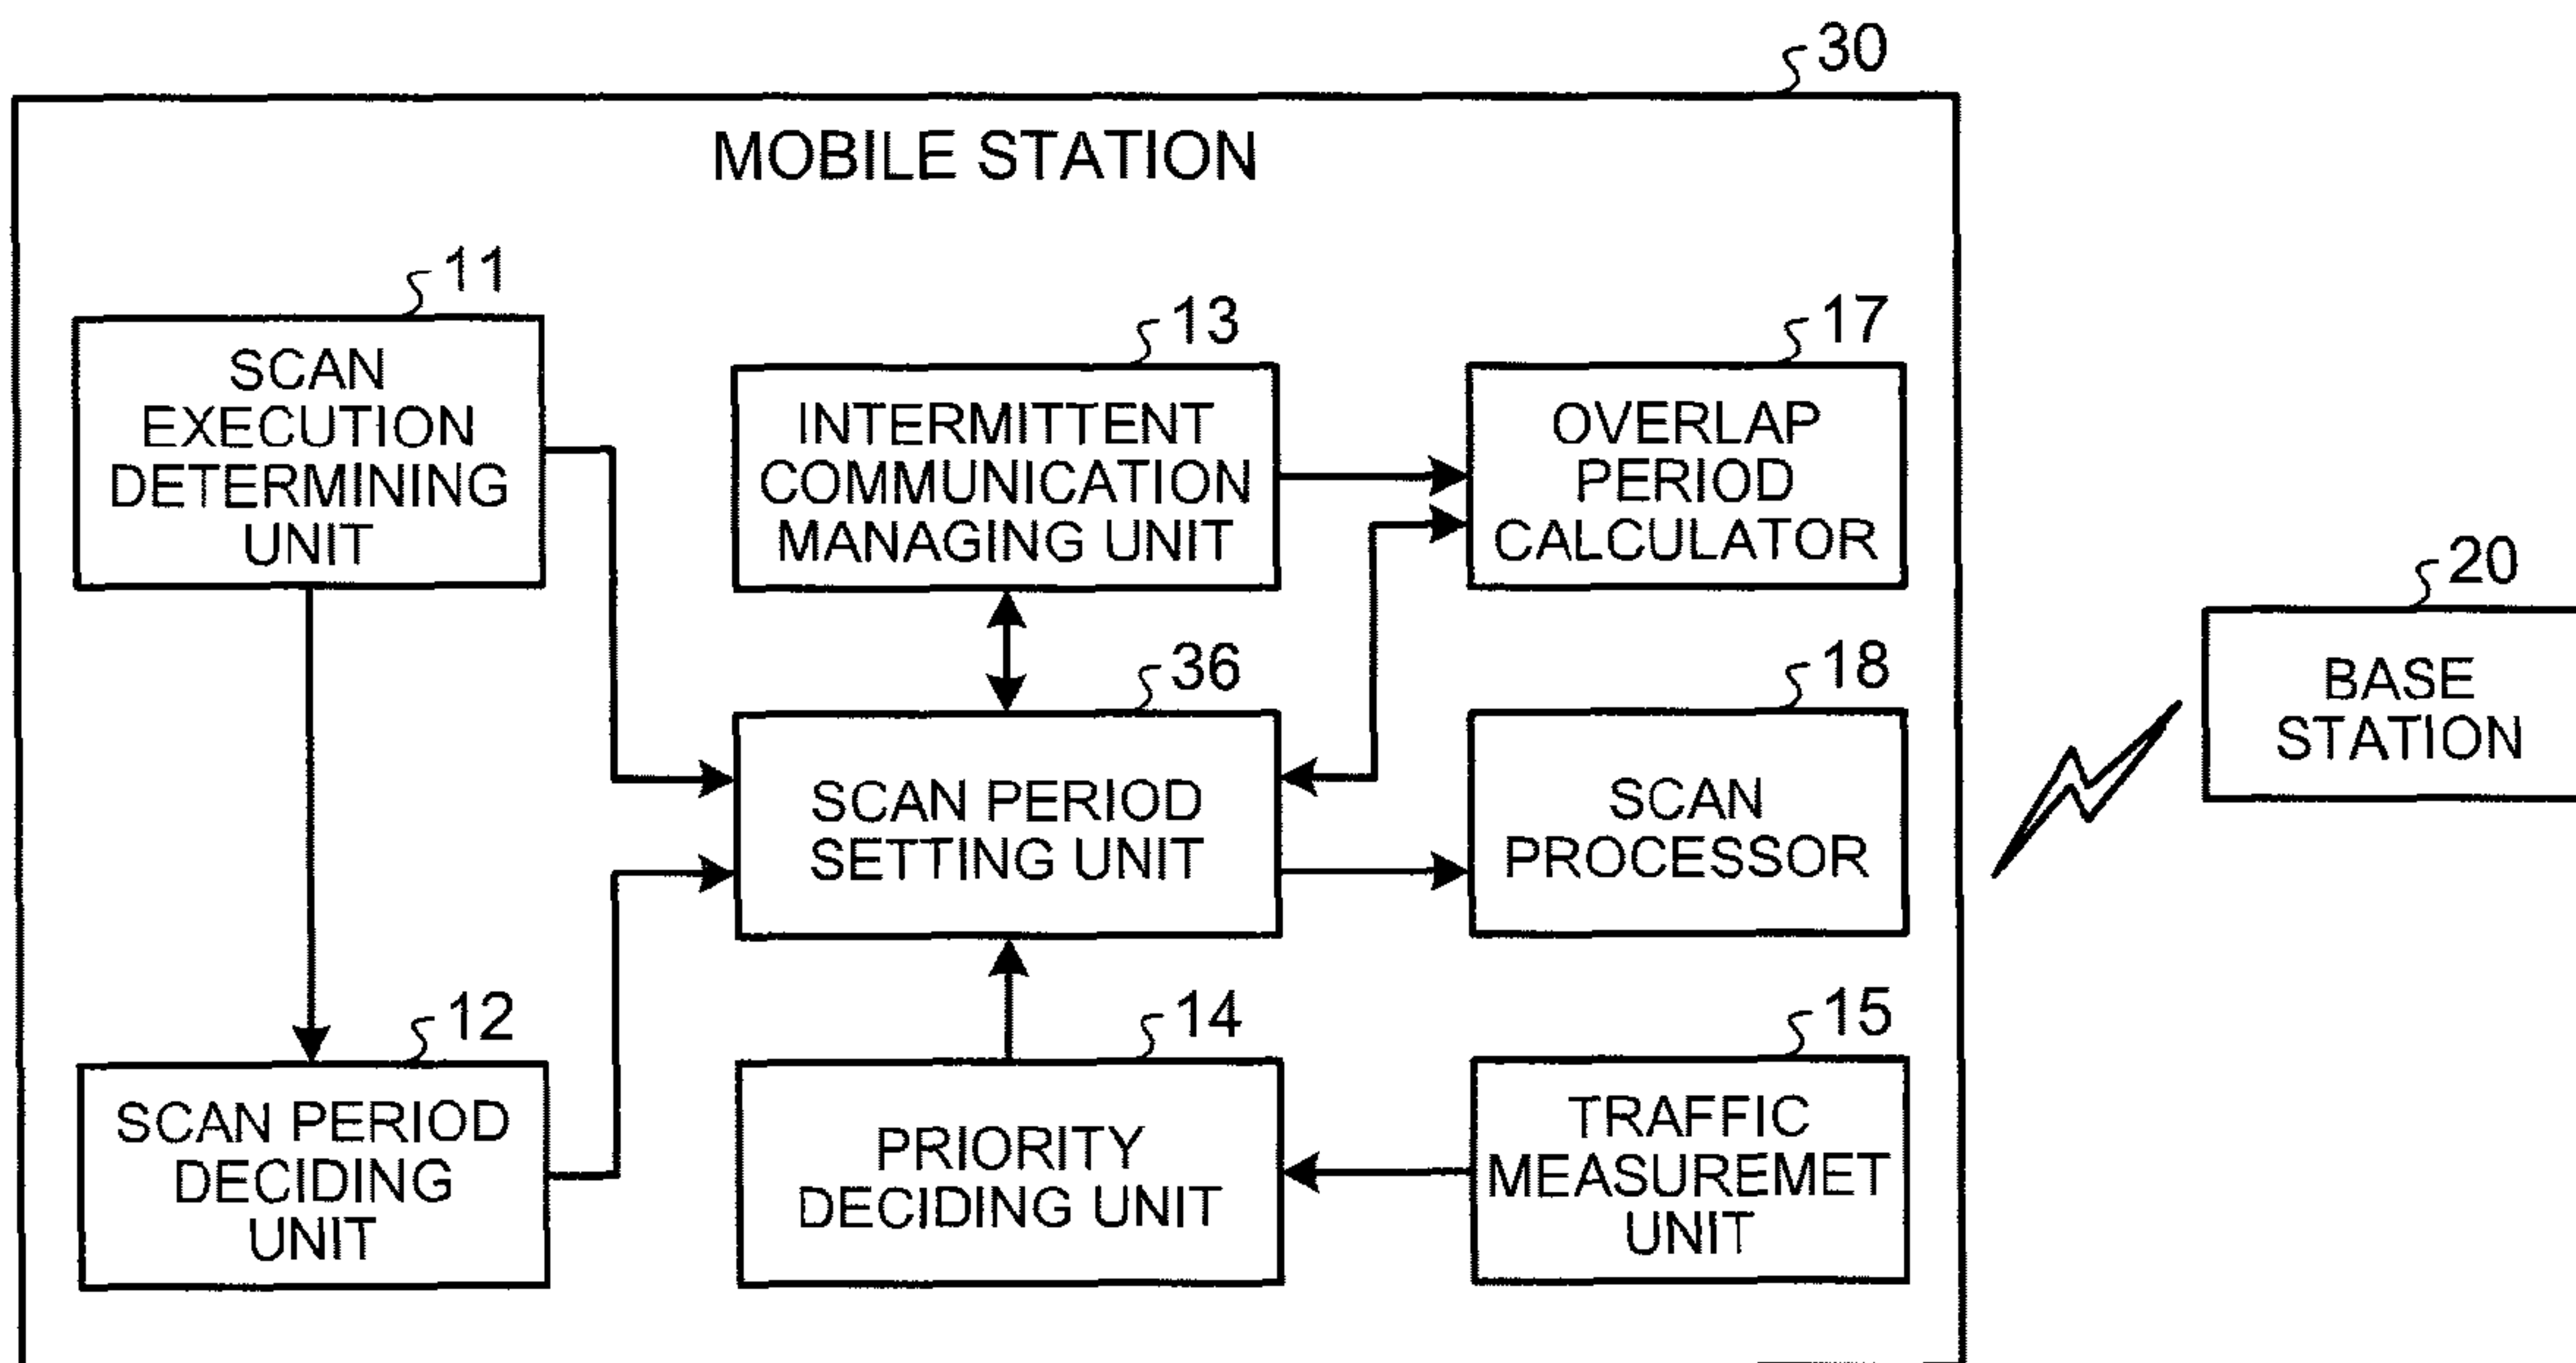 30
MOBILE STATION
11
SCAN
EXECUTION
DETERMINING
UNIT
13
INTERMITTENT
COMMUNICATION
MANAGING UNIT
17
OVERLAP
PERIOD
CALCULATOR
20
BASE
STATION
36
SCAN PERIOD
SETTING UNIT
18
SCAN
PROCESSOR
12
SCAN PERIOD
DECIDING
UNIT
14
PRIORITY
DECIDING UNIT
15
TRAFFIC
MEASUREMET
UNIT